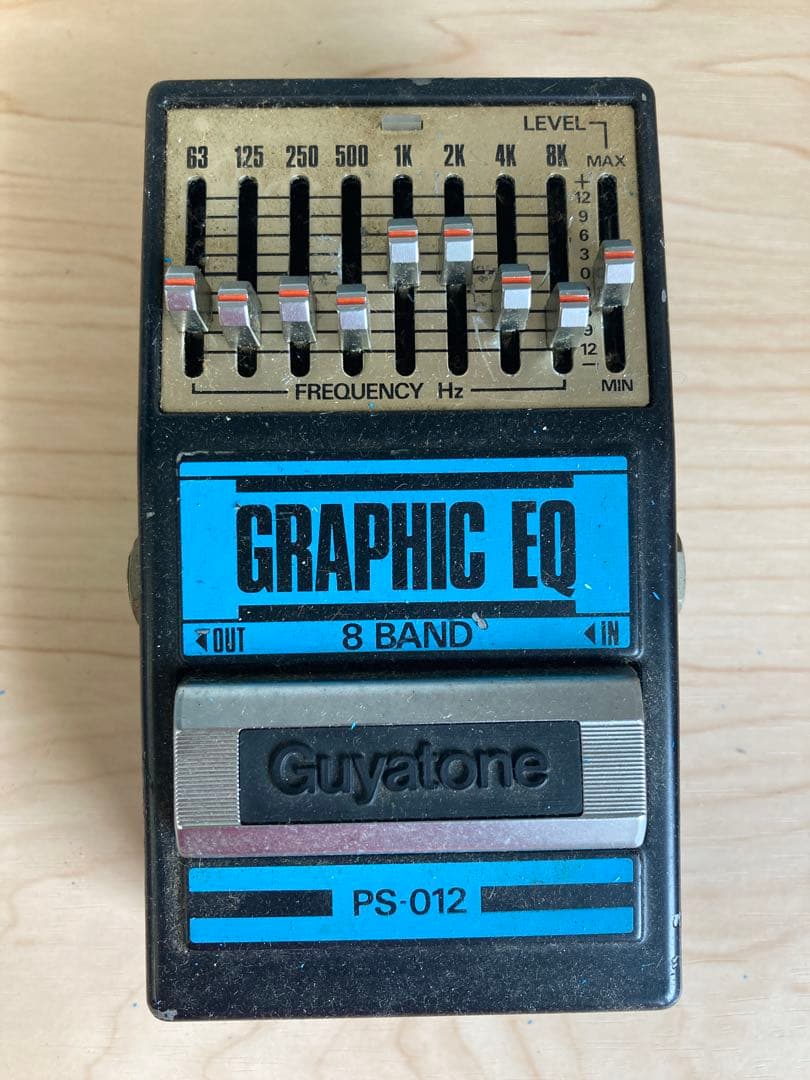 LEVEL
63 125 250 500 1K 2K 4K 8K MAX
+
12
9
6
3
0
9
12
−
FREQUENCY Hz MIN
GRAPHIC EQ
◀OUT 8 BAND ◀IN
Guyatone
PS-012